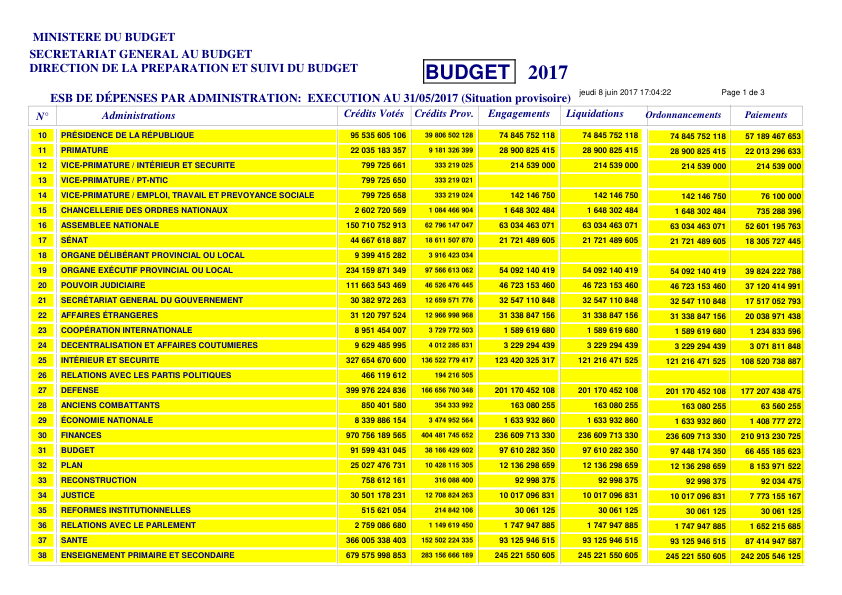 MINISTERE DU BUDGET
SECRETARIAT GENERAL AU BUDGET
DIRECTION DE LA PREPARATION ET SUIVI DU BUDGET
BUDGET 2017
jeudi 8 juin 2017 17:04:22 Page 1 de 3
ESB DE DÉPENSES PAR ADMINISTRATION: EXECUTION AU 31/05/2017 (Situation provisoire)
N° Administrations Crédits Votés Crédits Prov. Engagements Liquidations Ordonnancements Paiements
10 PRÉSIDENCE DE LA RÉPUBLIQUE 95 535 605 106 39 806 502 128 74 845 752 118 74 845 752 118 74 845 752 118 57 189 467 653
11 PRIMATURE 22 035 183 357 9 181 326 399 28 900 825 415 28 900 825 415 28 900 825 415 22 013 296 633
12 VICE-PRIMATURE / INTÉRIEUR ET SECURITE 799 725 661 333 219 025 214 539 000 214 539 000 214 539 000 214 539 000
13 VICE-PRIMATURE / PT-NTIC 799 725 650 333 219 021
14 VICE-PRIMATURE / EMPLOI, TRAVAIL ET PREVOYANCE SOCIALE 799 725 658 333 219 024 142 146 750 142 146 750 142 146 750 76 100 000
15 CHANCELLERIE DES ORDRES NATIONAUX 2 602 720 569 1 084 466 904 1 648 302 484 1 648 302 484 1 648 302 484 735 288 396
16 ASSEMBLEE NATIONALE 150 710 752 913 62 796 147 047 63 034 463 071 63 034 463 071 63 034 463 071 52 601 195 763
17 SÉNAT 44 667 618 887 18 611 507 870 21 721 489 605 21 721 489 605 21 721 489 605 18 305 727 445
18 ORGANE DÉLIBÉRANT PROVINCIAL OU LOCAL 9 399 415 282 3 916 423 034
19 ORGANE EXÉCUTIF PROVINCIAL OU LOCAL 234 159 871 349 97 566 613 062 54 092 140 419 54 092 140 419 54 092 140 419 39 824 222 788
20 POUVOIR JUDICIAIRE 111 663 543 469 46 526 476 445 46 723 153 460 46 723 153 460 46 723 153 460 37 120 414 991
21 SECRÉTARIAT GENERAL DU GOUVERNEMENT 30 382 972 263 12 659 571 776 32 547 110 848 32 547 110 848 32 547 110 848 17 517 052 793
22 AFFAIRES ÉTRANGERES 31 120 797 524 12 966 998 968 31 338 847 156 31 338 847 156 31 338 847 156 20 038 971 438
23 COOPÉRATION INTERNATIONALE 8 951 454 007 3 729 772 503 1 589 619 680 1 589 619 680 1 589 619 680 1 234 833 596
24 DECENTRALISATION ET AFFAIRES COUTUMIERES 9 629 485 995 4 012 285 831 3 229 294 439 3 229 294 439 3 229 294 439 3 071 811 848
25 INTÉRIEUR ET SECURITE 327 654 670 600 136 522 779 417 123 420 325 317 121 216 471 525 121 216 471 525 108 520 738 887
26 RELATIONS AVEC LES PARTIS POLITIQUES 466 119 612 194 216 505
27 DEFENSE 399 976 224 836 166 656 760 348 201 170 452 108 201 170 452 108 201 170 452 108 177 207 438 475
28 ANCIENS COMBATTANTS 850 401 580 354 333 992 163 080 255 163 080 255 163 080 255 63 560 255
29 ÉCONOMIE NATIONALE 8 339 886 154 3 474 952 564 1 633 932 860 1 633 932 860 1 633 932 860 1 408 777 272
30 FINANCES 970 756 189 565 404 481 745 652 236 609 713 330 236 609 713 330 236 609 713 330 210 913 230 725
31 BUDGET 91 599 431 045 38 166 429 602 97 610 282 350 97 610 282 350 97 448 174 350 66 455 185 623
32 PLAN 25 027 476 731 10 428 115 305 12 136 298 659 12 136 298 659 12 136 298 659 8 153 971 522
33 RECONSTRUCTION 758 612 161 316 088 400 92 998 375 92 998 375 92 998 375 92 034 475
34 JUSTICE 30 501 178 231 12 708 824 263 10 017 096 831 10 017 096 831 10 017 096 831 7 773 155 167
35 REFORMES INSTITUTIONNELLES 515 621 054 214 842 106 30 061 125 30 061 125 30 061 125 30 061 125
36 RELATIONS AVEC LE PARLEMENT 2 759 086 680 1 149 619 450 1 747 947 885 1 747 947 885 1 747 947 885 1 652 215 685
37 SANTE 366 005 338 403 152 502 224 335 93 125 946 515 93 125 946 515 93 125 946 515 87 414 947 587
38 ENSEIGNEMENT PRIMAIRE ET SECONDAIRE 679 575 998 853 283 156 666 189 245 221 550 605 245 221 550 605 245 221 550 605 242 205 546 125